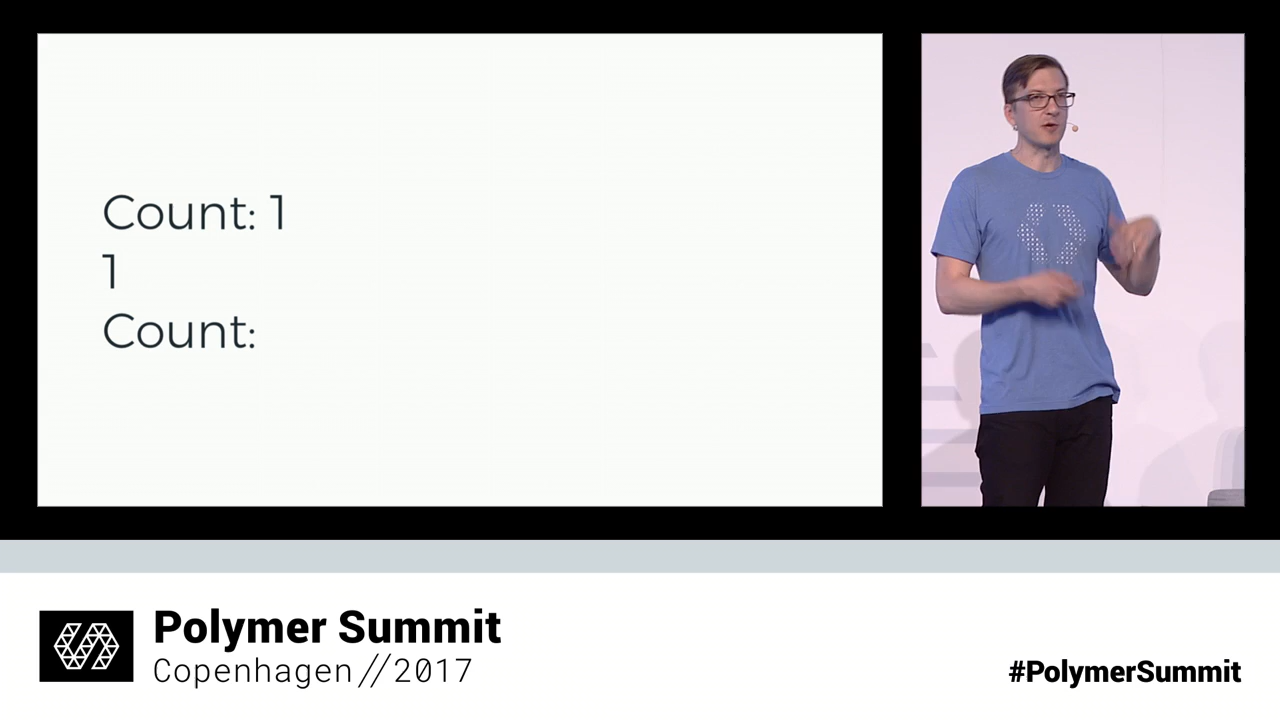 Count: 1
1
Count:
Polymer Summit
Copenhagen//2017
#PolymerSummit